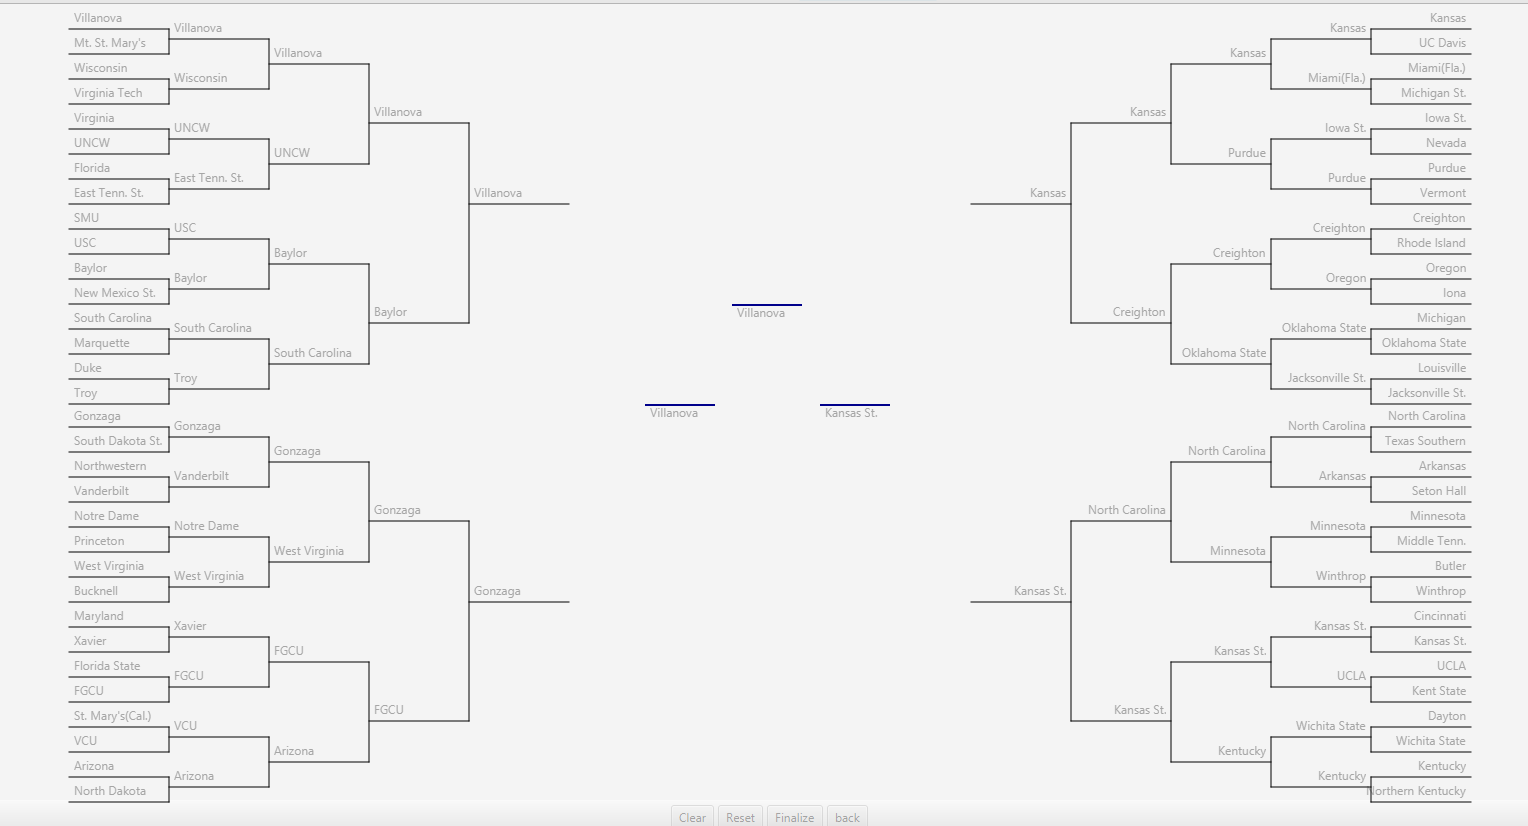 Villanova
Mt. St. Mary's
Wisconsin
Virginia Tech
Virginia
UNCW
Florida
East Tenn. St.
SMU
USC
Baylor
New Mexico St.
South Carolina
Marquette
Duke
Troy
Gonzaga
South Dakota St.
Northwestern
Vanderbilt
Notre Dame
Princeton
West Virginia
Bucknell
Maryland
Xavier
Florida State
FGCU
St. Mary's(Cal.)
VCU
Arizona
North Dakota
Villanova
Wisconsin
UNCW
East Tenn. St.
USC
Baylor
South Carolina
Troy
Gonzaga
Vanderbilt
Notre Dame
West Virginia
Xavier
FGCU
VCU
Arizona
Villanova
UNCW
Baylor
South Carolina
Gonzaga
West Virginia
FGCU
Arizona
Villanova
Baylor
Gonzaga
FGCU
Villanova
Gonzaga
Villanova
Villanova
Kansas St.
Kansas
Kansas St.
Kansas
Creighton
North Carolina
Kansas St.
Kansas
Purdue
Creighton
Oklahoma State
North Carolina
Minnesota
Kansas St.
Kentucky
Kansas
Miami(Fla.)
Iowa St.
Purdue
Creighton
Oregon
Oklahoma State
Jacksonville St.
North Carolina
Arkansas
Minnesota
Winthrop
Kansas St.
UCLA
Wichita State
Kentucky
Kansas
UC Davis
Miami(Fla.)
Michigan St.
Iowa St.
Nevada
Purdue
Vermont
Creighton
Rhode Island
Oregon
Iona
Michigan
Oklahoma State
Louisville
Jacksonville St.
North Carolina
Texas Southern
Arkansas
Seton Hall
Minnesota
Middle Tenn.
Butler
Winthrop
Cincinnati
Kansas St.
UCLA
Kent State
Dayton
Wichita State
Kentucky
Northern Kentucky
Clear Reset Finalize back